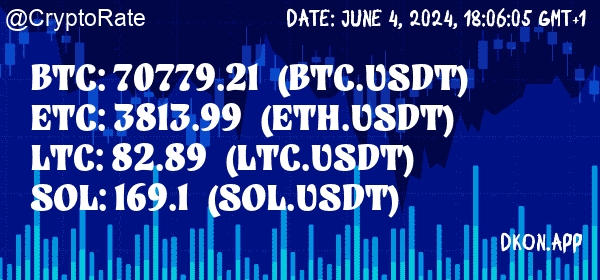 @CryptoRate
DATE: JUNE 4, 2024, 18:06:05 GMT+1
BTC: 70779.21 (BTC.USDT)
ETC: 3813.99 (ETH.USDT)
LTC: 82.89 (LTC.USDT)
SOL: 169.1 (SOL.USDT)
DKON.APP